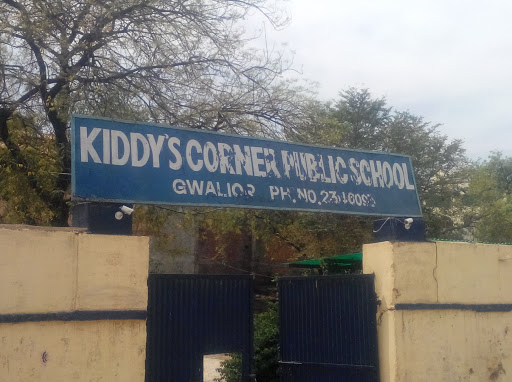 KIDDY'S CORNER PUBLIC SCHOOL
GWALIOR PH. NO.